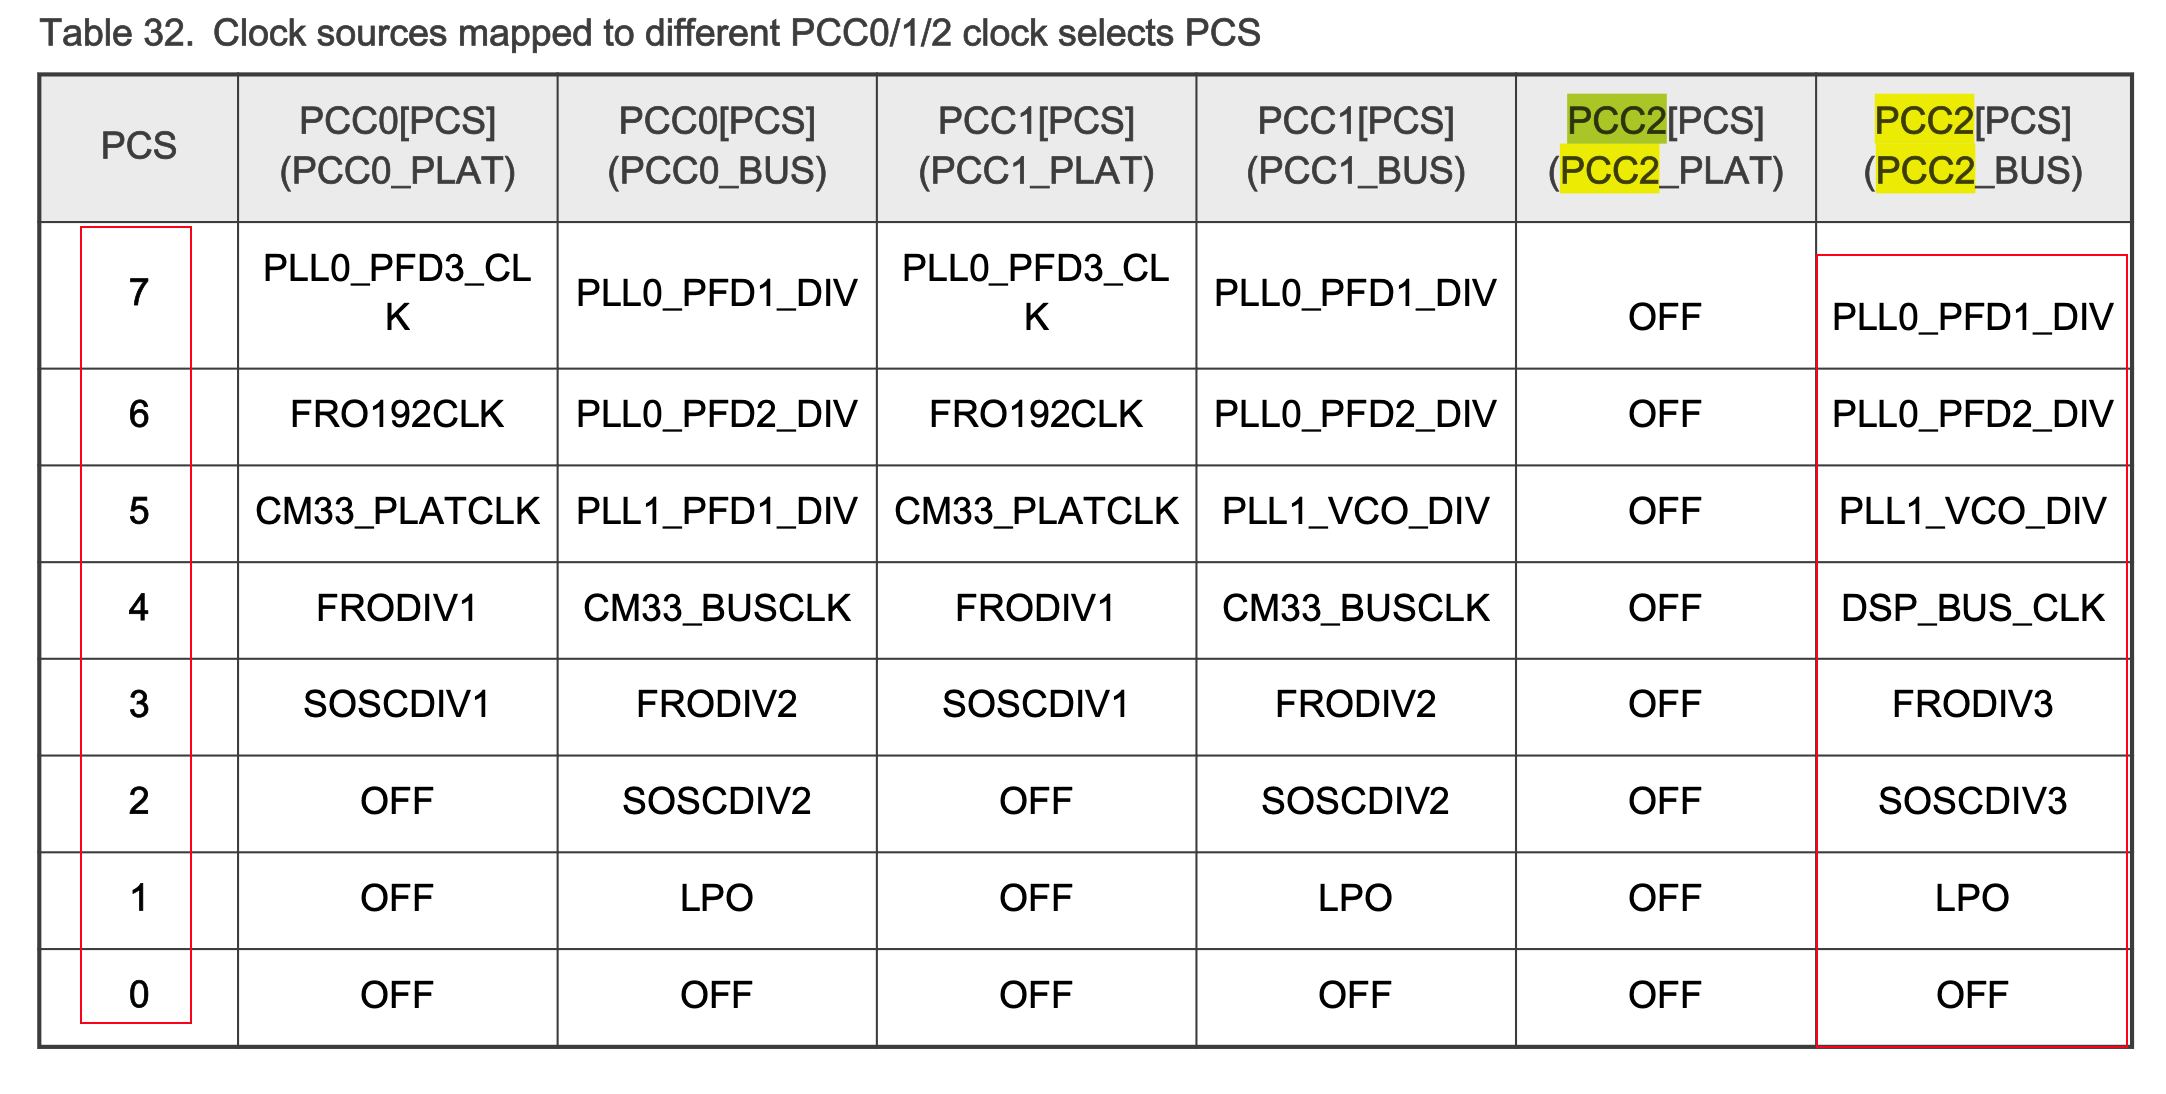 Table 32. Clock sources mapped to different PCC0/1/2 clock selects PCS
PCS PCC0[PCS] (PCC0_PLAT) PCC0[PCS] (PCC0_BUS) PCC1[PCS] (PCC1_PLAT) PCC1[PCS] (PCC1_BUS) PCC2[PCS] (PCC2_PLAT) PCC2[PCS] (PCC2_BUS)
7 PLL0_PFD3_CLK PLL0_PFD1_DIV PLL0_PFD3_CLK PLL0_PFD1_DIV OFF PLL0_PFD1_DIV
6 FRO192CLK PLL0_PFD2_DIV FRO192CLK PLL0_PFD2_DIV OFF PLL0_PFD2_DIV
5 CM33_PLATCLK PLL1_PFD1_DIV CM33_PLATCLK PLL1_VCO_DIV OFF PLL1_VCO_DIV
4 FRODIV1 CM33_BUSCLK FRODIV1 CM33_BUSCLK OFF DSP_BUS_CLK
3 SOSCDIV1 FRODIV2 SOSCDIV1 FRODIV2 OFF FRODIV3
2 OFF SOSCDIV2 OFF SOSCDIV2 OFF SOSCDIV3
1 OFF LPO OFF LPO OFF LPO
0 OFF OFF OFF OFF OFF OFF